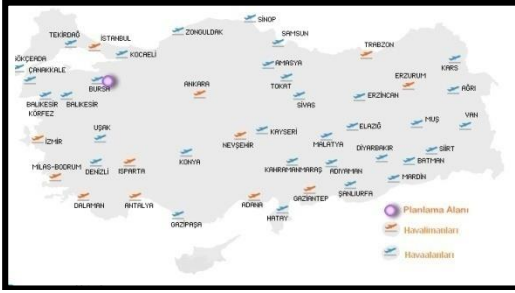 SİNOP
TEKİRDAĞ
İSTANBUL
ZONGULDAK
SAMSUN
KOCAELİ
TRABZON
GÖKÇEADA
ÇANAKKALE
AMASYA
KARS
BURSA
ANKARA
TOKAT
ERZURUM
BALIKESİR
KÖRFEZ
BALIKESİR
SİVAS
ERZİNCAN
AĞRI
UŞAK
KAYSERİ
ELAZIĞ
MUŞ
VAN
İZMİR
NEVŞEHİR
MALATYA
DİYARBAKIR
SİİRT
KONYA
BATMAN
MİLAS-BODRUM
DENİZLİ
ISPARTA
KAHRAMANMARAŞ
ADIYAMAN
MARDİN
DALAMAN
ANTALYA
ADANA
GAZİANTEP
ŞANLIURFA
GAZİPAŞA
HATAY
Planlama Alanı
Havalimanları
Havaalanları